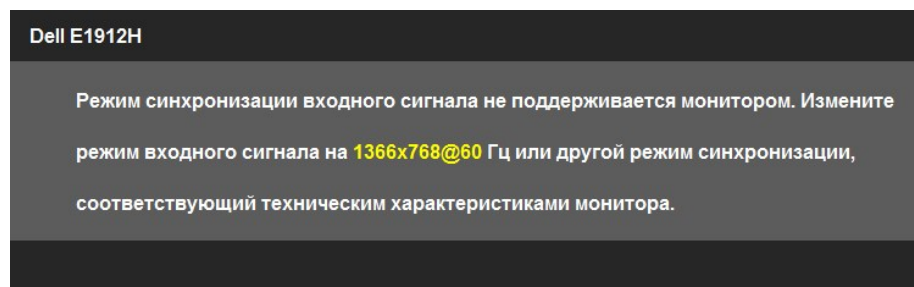 Dell E1912H
Режим синхронизации входного сигнала не поддерживается монитором. Измените
режим входного сигнала на 1366x768@60 Гц или другой режим синхронизации,
соответствующий техническим характеристиками монитора.